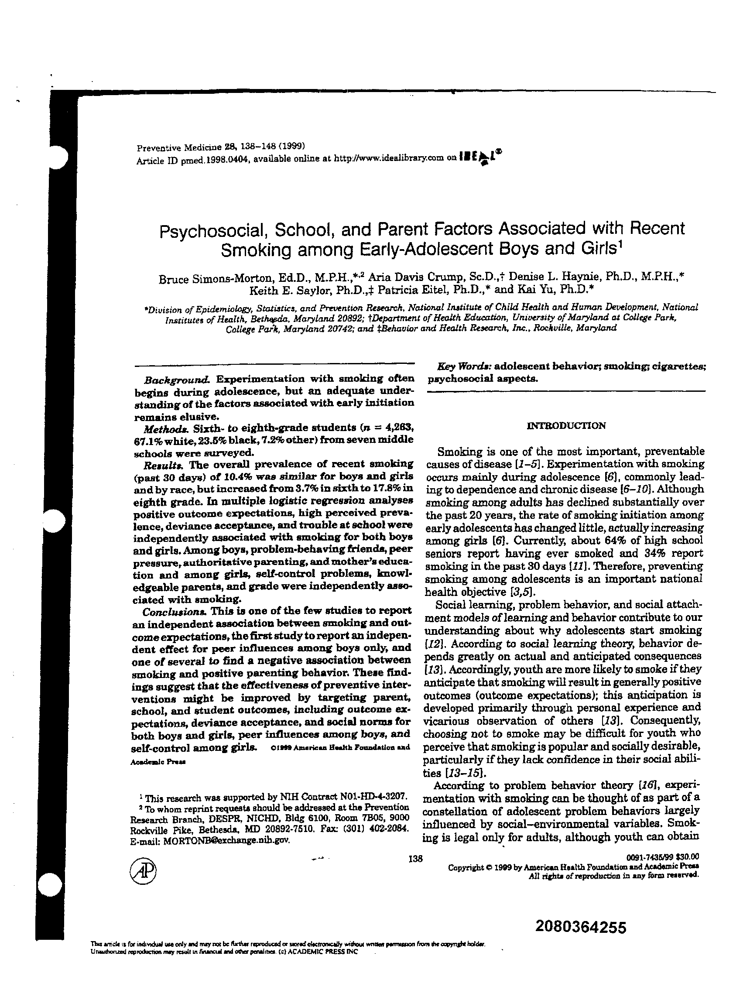 Preventive Medicine 28, 138–148 (1999)
Article ID pmed.1998.0404, available online at http://www.idealibrary.com on IDEAL®
Psychosocial, School, and Parent Factors Associated with Recent
Smoking among Early-Adolescent Boys and Girls¹
Bruce Simons-Morton, Ed.D., M.P.H.,*,² Aria Davis Crump, Sc.D.,† Denise L. Haynie, Ph.D., M.P.H.,*
Keith E. Saylor, Ph.D.,‡ Patricia Eitel, Ph.D.,* and Kai Yu, Ph.D.*
*Division of Epidemiology, Statistics, and Prevention Research, National Institute of Child Health and Human Development, National
Institutes of Health, Bethesda, Maryland 20892; †Department of Health Education, University of Maryland at College Park,
College Park, Maryland 20742; and ‡Behavior and Health Research, Inc., Rockville, Maryland
Background. Experimentation with smoking often
begins during adolescence, but an adequate under-
standing of the factors associated with early initiation
remains elusive.
Methods. Sixth- to eighth-grade students (n = 4,263,
67.1% white, 23.5% black, 7.2% other) from seven middle
schools were surveyed.
Results. The overall prevalence of recent smoking
(past 30 days) of 10.4% was similar for boys and girls
and by race, but increased from 3.7% in sixth to 17.8% in
eighth grade. In multiple logistic regression analyses
positive outcome expectations, high perceived preva-
lence, deviance acceptance, and trouble at school were
independently associated with smoking for both boys
and girls. Among boys, problem-behaving friends, peer
pressure, authoritative parenting, and mother's educa-
tion and among girls, self-control problems, knowl-
edgeable parents, and grade were independently asso-
ciated with smoking.
Conclusions. This is one of the few studies to report
an independent association between smoking and out-
come expectations, the first study to report an indepen-
dent effect for peer influences among boys only, and
one of several to find a negative association between
smoking and positive parenting behavior. These find-
ings suggest that the effectiveness of preventive inter-
ventions might be improved by targeting parent,
school, and student outcomes, including outcome ex-
pectations, deviance acceptance, and social norms for
both boys and girls, peer influences among boys, and
self-control among girls. ©1999 American Health Foundation and
Academic Press
¹ This research was supported by NIH Contract N01-HD-4-3207.
² To whom reprint requests should be addressed at the Prevention
Research Branch, DESPR, NICHD, Bldg 6100, Room 7B05, 9000
Rockville Pike, Bethesda, MD 20892-7510. Fax: (301) 402-2084.
E-mail: MORTONB@exchange.nih.gov.
Key Words: adolescent behavior; smoking; cigarettes;
psychosocial aspects.
INTRODUCTION
Smoking is one of the most important, preventable
causes of disease [1–5]. Experimentation with smoking
occurs mainly during adolescence [6], commonly lead-
ing to dependence and chronic disease [6–10]. Although
smoking among adults has declined substantially over
the past 20 years, the rate of smoking initiation among
early adolescents has changed little, actually increasing
among girls [6]. Currently, about 64% of high school
seniors report having ever smoked and 34% report
smoking in the past 30 days [11]. Therefore, preventing
smoking among adolescents is an important national
health objective [3,5].
Social learning, problem behavior, and social attach-
ment models of learning and behavior contribute to our
understanding about why adolescents start smoking
[12]. According to social learning theory, behavior de-
pends greatly on actual and anticipated consequences
[13]. Accordingly, youth are more likely to smoke if they
anticipate that smoking will result in generally positive
outcomes (outcome expectations); this anticipation is
developed primarily through personal experience and
vicarious observation of others [13]. Consequently,
choosing not to smoke may be difficult for youth who
perceive that smoking is popular and socially desirable,
particularly if they lack confidence in their social abili-
ties [13–15].
According to problem behavior theory [16], experi-
mentation with smoking can be thought of as part of a
constellation of adolescent problem behaviors largely
influenced by social–environmental variables. Smok-
ing is legal only for adults, although youth can obtain
AP
138
0091-7435/99 $30.00
Copyright © 1999 by American Health Foundation and Academic Press
All rights of reproduction in any form reserved.
2080364255
This article is for individual use only and may not be further reproduced or stored electronically without written permission from the copyright holder.
Unauthorized reproduction may result in financial and other penalties. (c) ACADEMIC PRESS INC